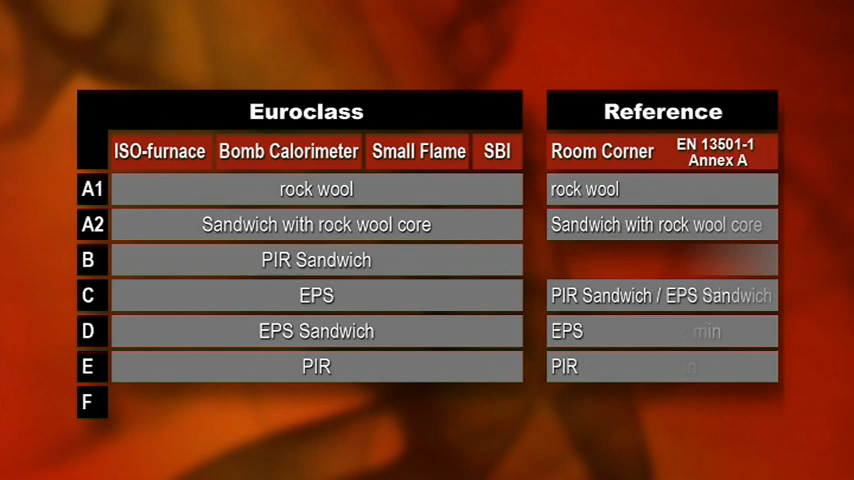 Euroclass
Reference
ISO-furnace Bomb Calorimeter Small Flame SBI
Room Corner EN 13501-1 Annex A
A1 rock wool
rock wool
A2 Sandwich with rock wool core
Sandwich with rock wool core
B PIR Sandwich
C EPS
PIR Sandwich / EPS Sandwich
D EPS Sandwich
EPS min
E PIR
PIR
F